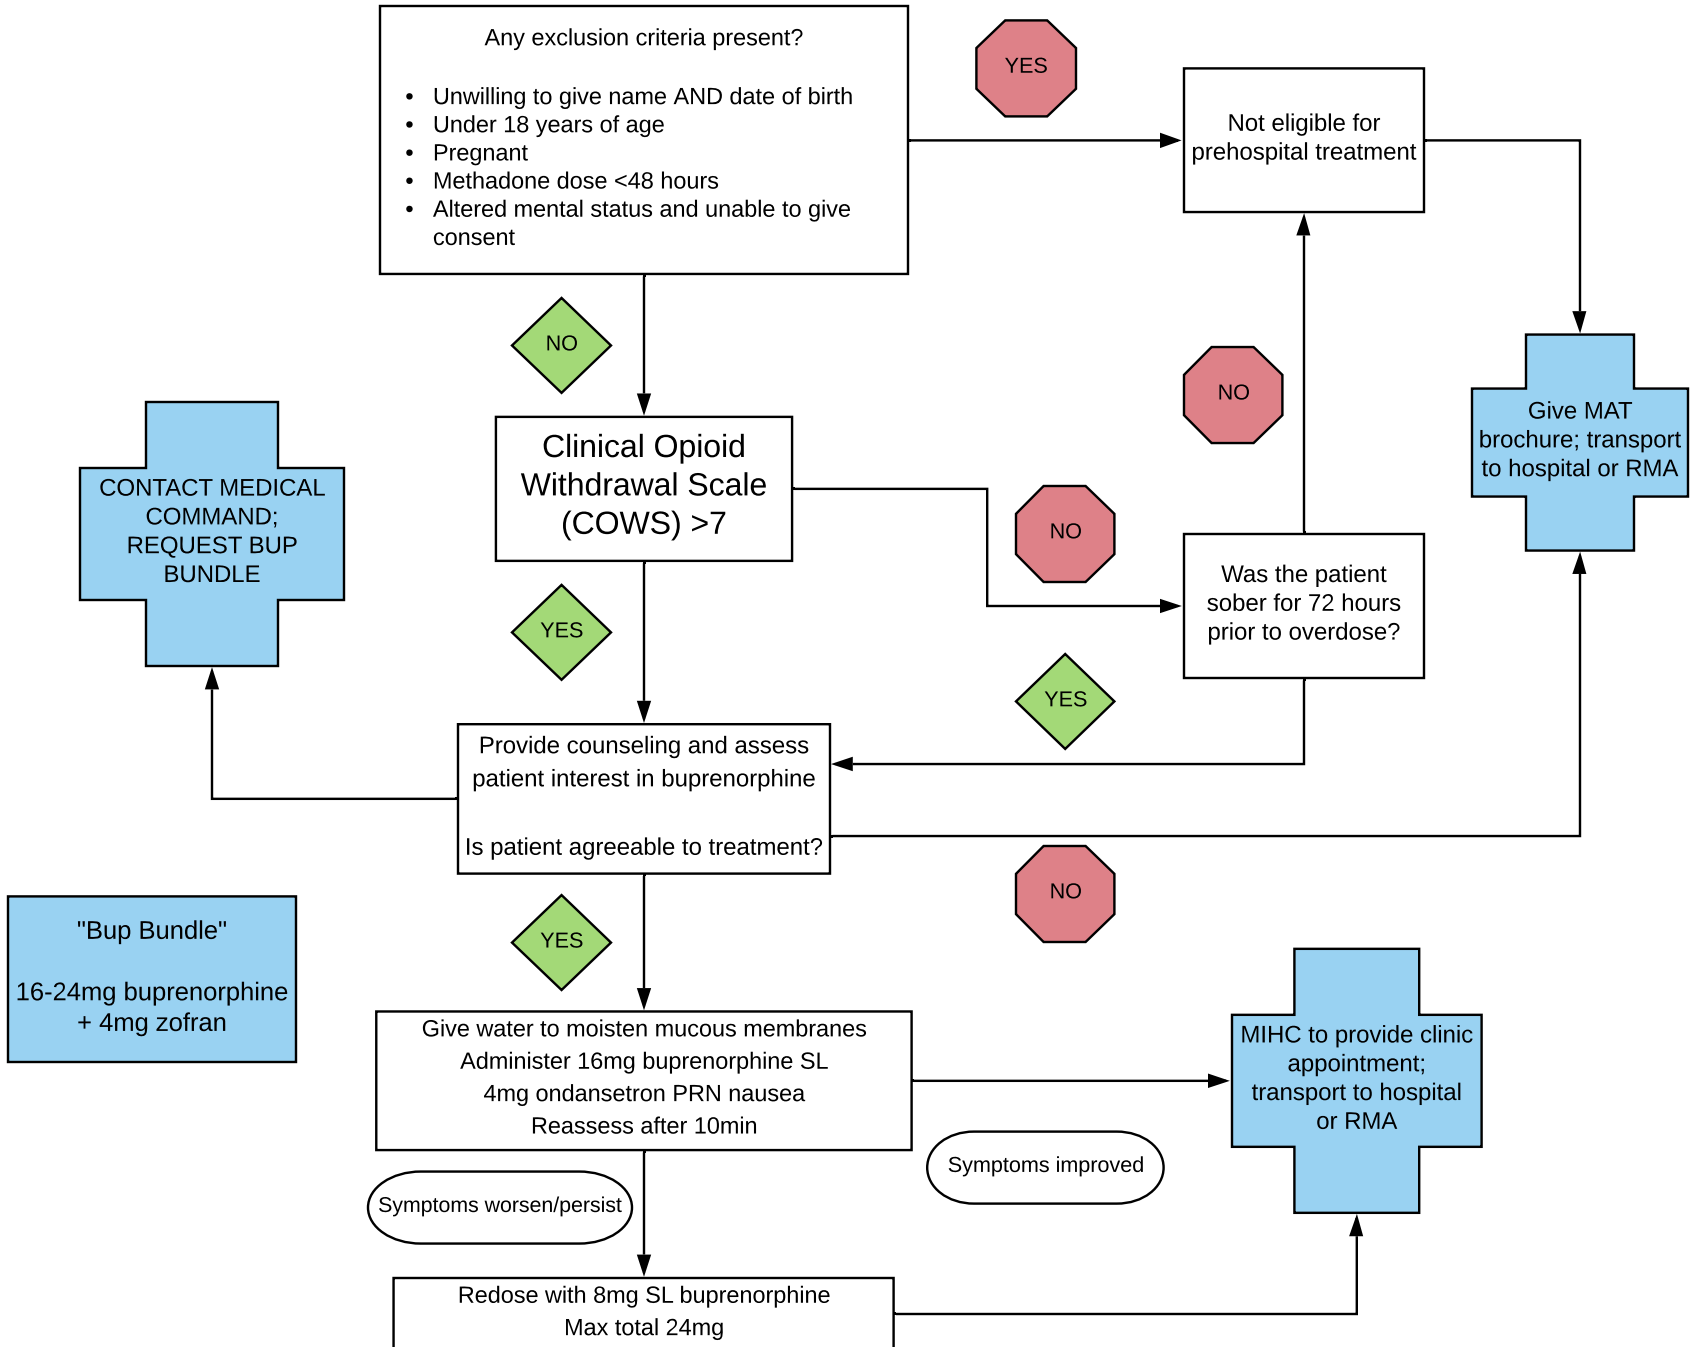 Any exclusion criteria present?
• Unwilling to give name AND date of birth
• Under 18 years of age
• Pregnant
• Methadone dose <48 hours
• Altered mental status and unable to give
consent
YES
Not eligible for
prehospital treatment
NO
NO
Give MAT
brochure; transport
to hospital or RMA
Clinical Opioid
Withdrawal Scale
(COWS) >7
CONTACT MEDICAL
COMMAND;
REQUEST BUP
BUNDLE
NO
Was the patient
sober for 72 hours
prior to overdose?
YES
YES
Provide counseling and assess
patient interest in buprenorphine
Is patient agreeable to treatment?
NO
YES
"Bup Bundle"
16-24mg buprenorphine
+ 4mg zofran
Give water to moisten mucous membranes
Administer 16mg buprenorphine SL
4mg ondansetron PRN nausea
Reassess after 10min
MIHC to provide clinic
appointment;
transport to hospital
or RMA
Symptoms improved
Symptoms worsen/persist
Redose with 8mg SL buprenorphine
Max total 24mg